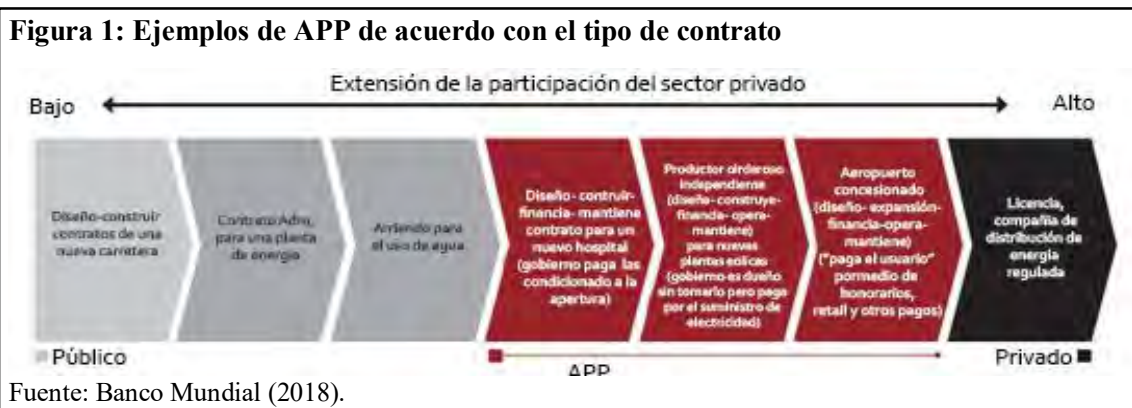 Figura 1: Ejemplos de APP de acuerdo con el tipo de contrato
Extensión de la participación del sector privado
Bajo
Alto
Diseño-construir
contratos de una
nueva carretera
Contrato Adm.
para una planta
de energía
Arriendo para
el uso de agua
Diseño- contruir-
financia- mantiene
contrato para un
nuevo hospital
(gobierno paga las
condicionado a la
apertura)
Productor
independiente
(diseño- construye-
financia- opera-
mantiene)
para nuevas
plantas eolicas
(gobierno es dueño
sin tomarlo pero paga
por el suministro de
electricidad)
Aeropuerto
concesionado
(diseño- expansión-
financia-opera-
mantiene)
("paga el usuario"
pormedio de
honorarios,
retail y otros pagos)
Licencia,
compañía de
distribución de
energía
regulada
Público
APP
Privado
Fuente: Banco Mundial (2018).